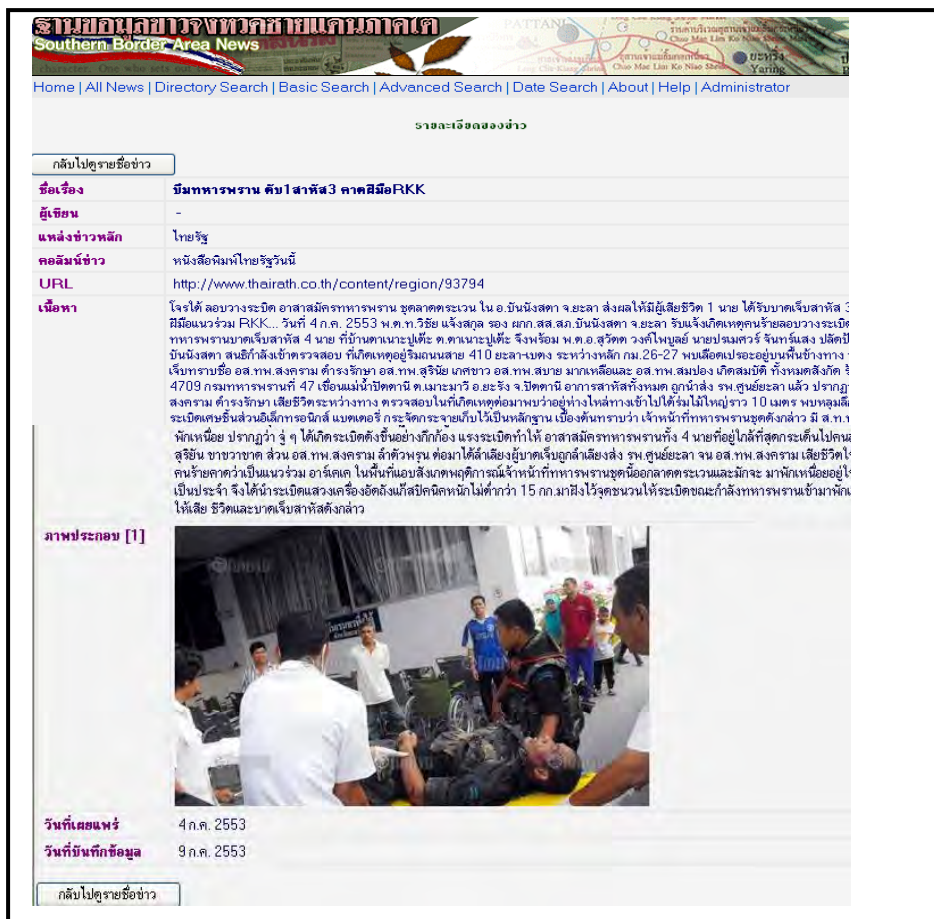 ฐานข้อมูลข่าวจังหวัดชายแดนภาคใต้
Southern Border Area News
PATTANI
Chao Mae Lim Ko Niao Shrine
Yaring
Home | All News | Directory Search | Basic Search | Advanced Search | Date Search | About | Help | Administrator
รายละเอียดของข่าว
กลับไปดูรายชื่อข่าว
ชื่อเรื่อง บึมทหารพราน ดับ1สาหัส3 คาดฝีมือRKK
ผู้เขียน -
แหล่งข่าวหลัก ไทยรัฐ
คอลัมน์ข่าว หนังสือพิมพ์ไทยรัฐวันนี้
URL http://www.thairath.co.th/content/region/93794
เนื้อหา โจรใต้ ลอบวางระเบิด อาสาสมัครทหารพราน ชุดลาดตระเวน ใน อ.บันนังสตา จ.ยะลา ส่งผลให้มีผู้เสียชีวิต 1 นาย ได้รับบาดเจ็บสาหัส 3
ฝีมือแนวร่วม RKK... วันที่ 4 ก.ค. 2553 พ.ต.ท.วิชัย แจ้งสกุล รอง ผกก.สส.สภ.บันนังสตา จ.ยะลา รับแจ้งเกิดเหตุคนร้ายลอบวางระเบิด
ทหารพรานบาดเจ็บสาหัส 4 นาย ที่บ้านตาเนาะปูเต๊ะ ต.ตาเนาะปูเต๊ะ จึงพร้อม พ.ต.อ.สุวัตต วงศ์ไพบูลย์ นายปรเมศวร์ จันทร์แสง ปลัดป
บันนังสตา สนธิกำลังเข้าตรวจสอบ ที่เกิดเหตุอยู่ริมถนนสาย 410 ยะลา-เบตง ระหว่างหลัก กม.26-27 พบเลือดเปรอะอยู่บนพื้นข้างทาง
เจ็บทราบชื่อ อส.ทพ.สงคราม ดำรงรักษา อส.ทพ.สุรินัย เกศขาว อส.ทพ.สบาย มากเหลือและ อส.ทพ.สมปอง เกิดสมบัติ ทั้งหมดสังกัด
4709 กรมทหารพรานที่ 47 เขื่อนแม่น้ำปัตตานี ต.เมาะมาวี อ.ยะรัง จ.ปัตตานี อาการสาหัสทั้งหมด ถูกนำส่ง รพ.ศูนย์ยะลา แล้ว ปรากฏ
สงคราม ดำรงรักษา เสียชีวิตระหว่างทาง ตรวจสอบในที่เกิดเหตุต่อมาพบว่าอยู่ห่างไหล่ทางเข้าไปใต้ร่มไม้ใหญ่ราว 10 เมตร พบหลุมลึ
ระเบิดเศษชิ้นส่วนอิเล็กทรอนิกส์ แบตเตอรี่ กระจัดกระจายเก็บไว้เป็นหลักฐาน เบื้องต้นทราบว่า เจ้าหน้าที่ทหารพรานชุดดังกล่าว มี ส.ท.
พักเหนื่อย ปรากฏว่า จู่ ๆ ได้เกิดระเบิดดังขึ้นอย่างกึกก้อง แรงระเบิดทำให้ อาสาสมัครทหารพรานทั้ง 4 นายที่อยู่ใกล้ที่สุดกระเด็นไปคน
สุริยัน ขาขวาขาด ส่วน อส.ทพ.สงคราม ลำตัวพรุน ต่อมาได้ลำเลียงผู้บาดเจ็บถูกลำเลียงส่ง รพ.ศูนย์ยะลา จน อส.ทพ.สงคราม เสียชีวิต
คนร้ายคาดว่าเป็นแนวร่วม อาร์เคเค ในพื้นที่แอบสังเกตพฤติการณ์เจ้าหน้าที่ทหารพรานชุดนี้ออกลาดตระเวนและมักจะ มาพักเหนื่อยอยู่
เป็นประจำ จึงได้นำระเบิดแสวงเครื่องอัดถังแก๊สปิคนิคหนักไม่ต่ำกว่า 15 กก.มาฝังไว้จุดชนวนให้ระเบิดขณะกำลังทหารพรานเข้ามาพัก
ให้เสีย ชีวิตและบาดเจ็บสาหัสดังกล่าว
ภาพประกอบ [1]
วันที่เผยแพร่ 4 ก.ค. 2553
วันที่บันทึกข้อมูล 9 ก.ค. 2553
กลับไปดูรายชื่อข่าว